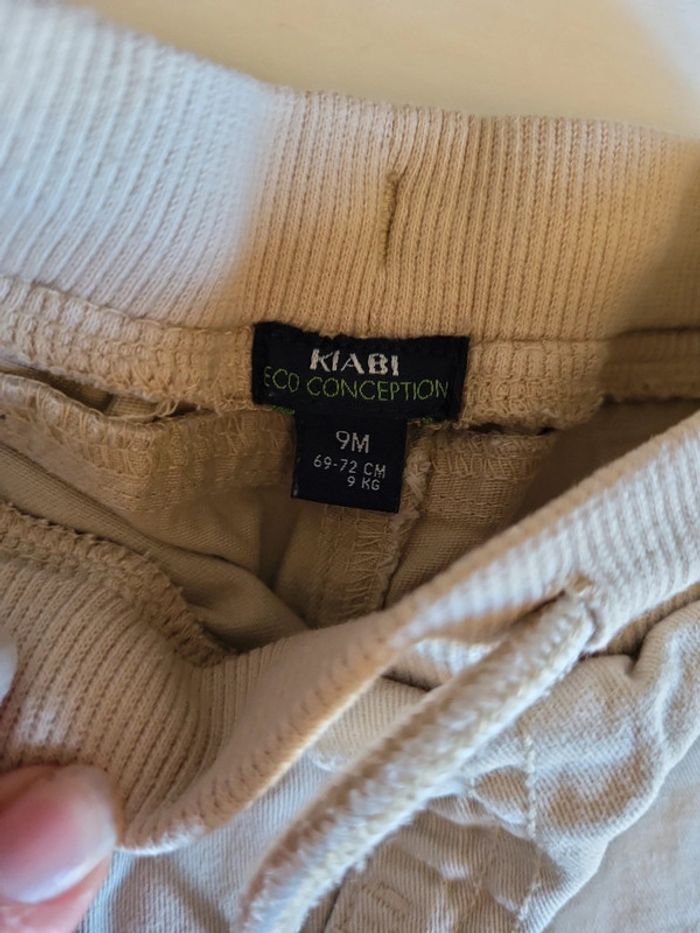 KIABI
ECO CONCEPTION
9M
69-72 CM
9 KG